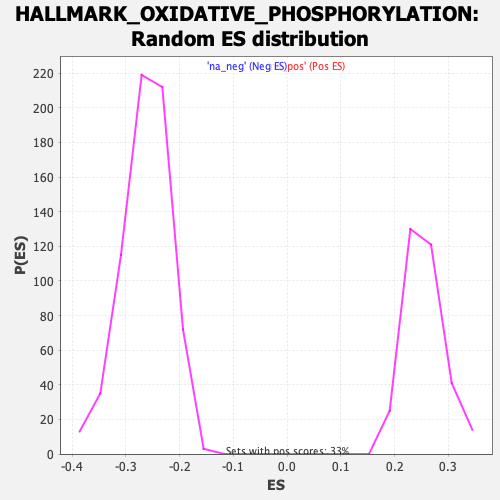 HALLMARK_OXIDATIVE_PHOSPHORYLATION:
Random ES distribution
'na_neg' (Neg ES)pos' (Pos ES)
220
200
180
160
140
120
100
80
60
40
20
0
P(ES)
Sets with pos scores: 33%
-0.4 -0.3 -0.2 -0.1 0.0 0.1 0.2 0.3
ES